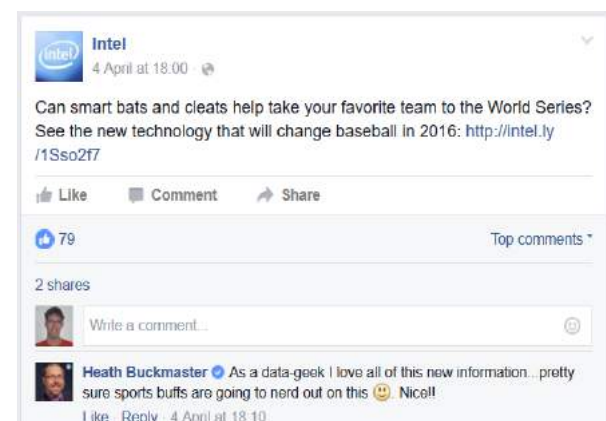 intel
Intel
4 April at 18:00
Can smart bats and cleats help take your favorite team to the World Series?
See the new technology that will change baseball in 2016: http://intel.ly
/1Sso2f7
Like Comment Share
79 Top comments
2 shares
Write a comment...
Heath Buckmaster As a data-geek I love all of this new information...pretty
sure sports buffs are going to nerd out on this 🙂. Nice!!
Like · Reply · 4 April at 18:10